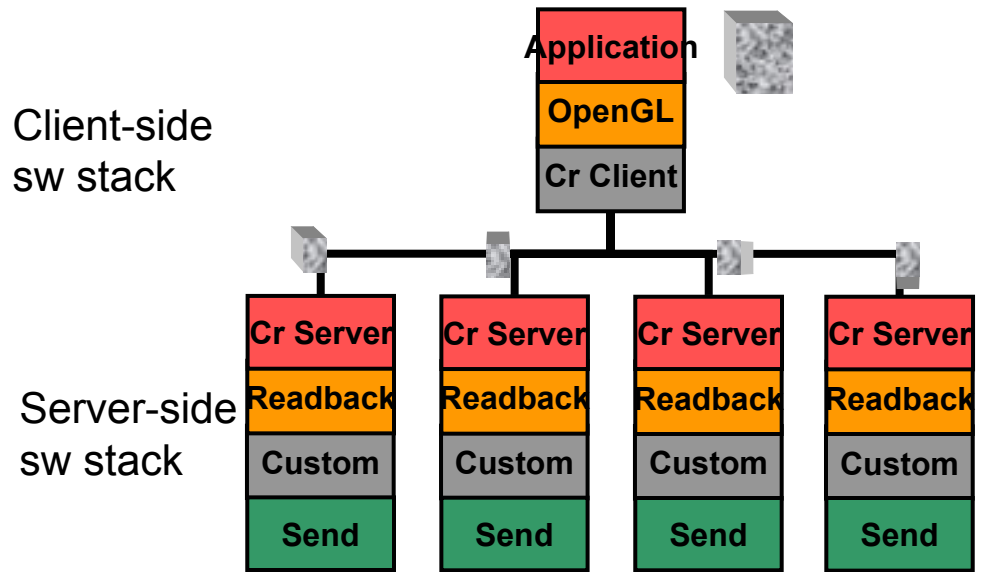 Application
OpenGL
Cr Client
Client-side
sw stack
Cr Server Cr Server Cr Server Cr Server
Readback Readback Readback Readback
Custom Custom Custom Custom
Send Send Send Send
Server-side
sw stack